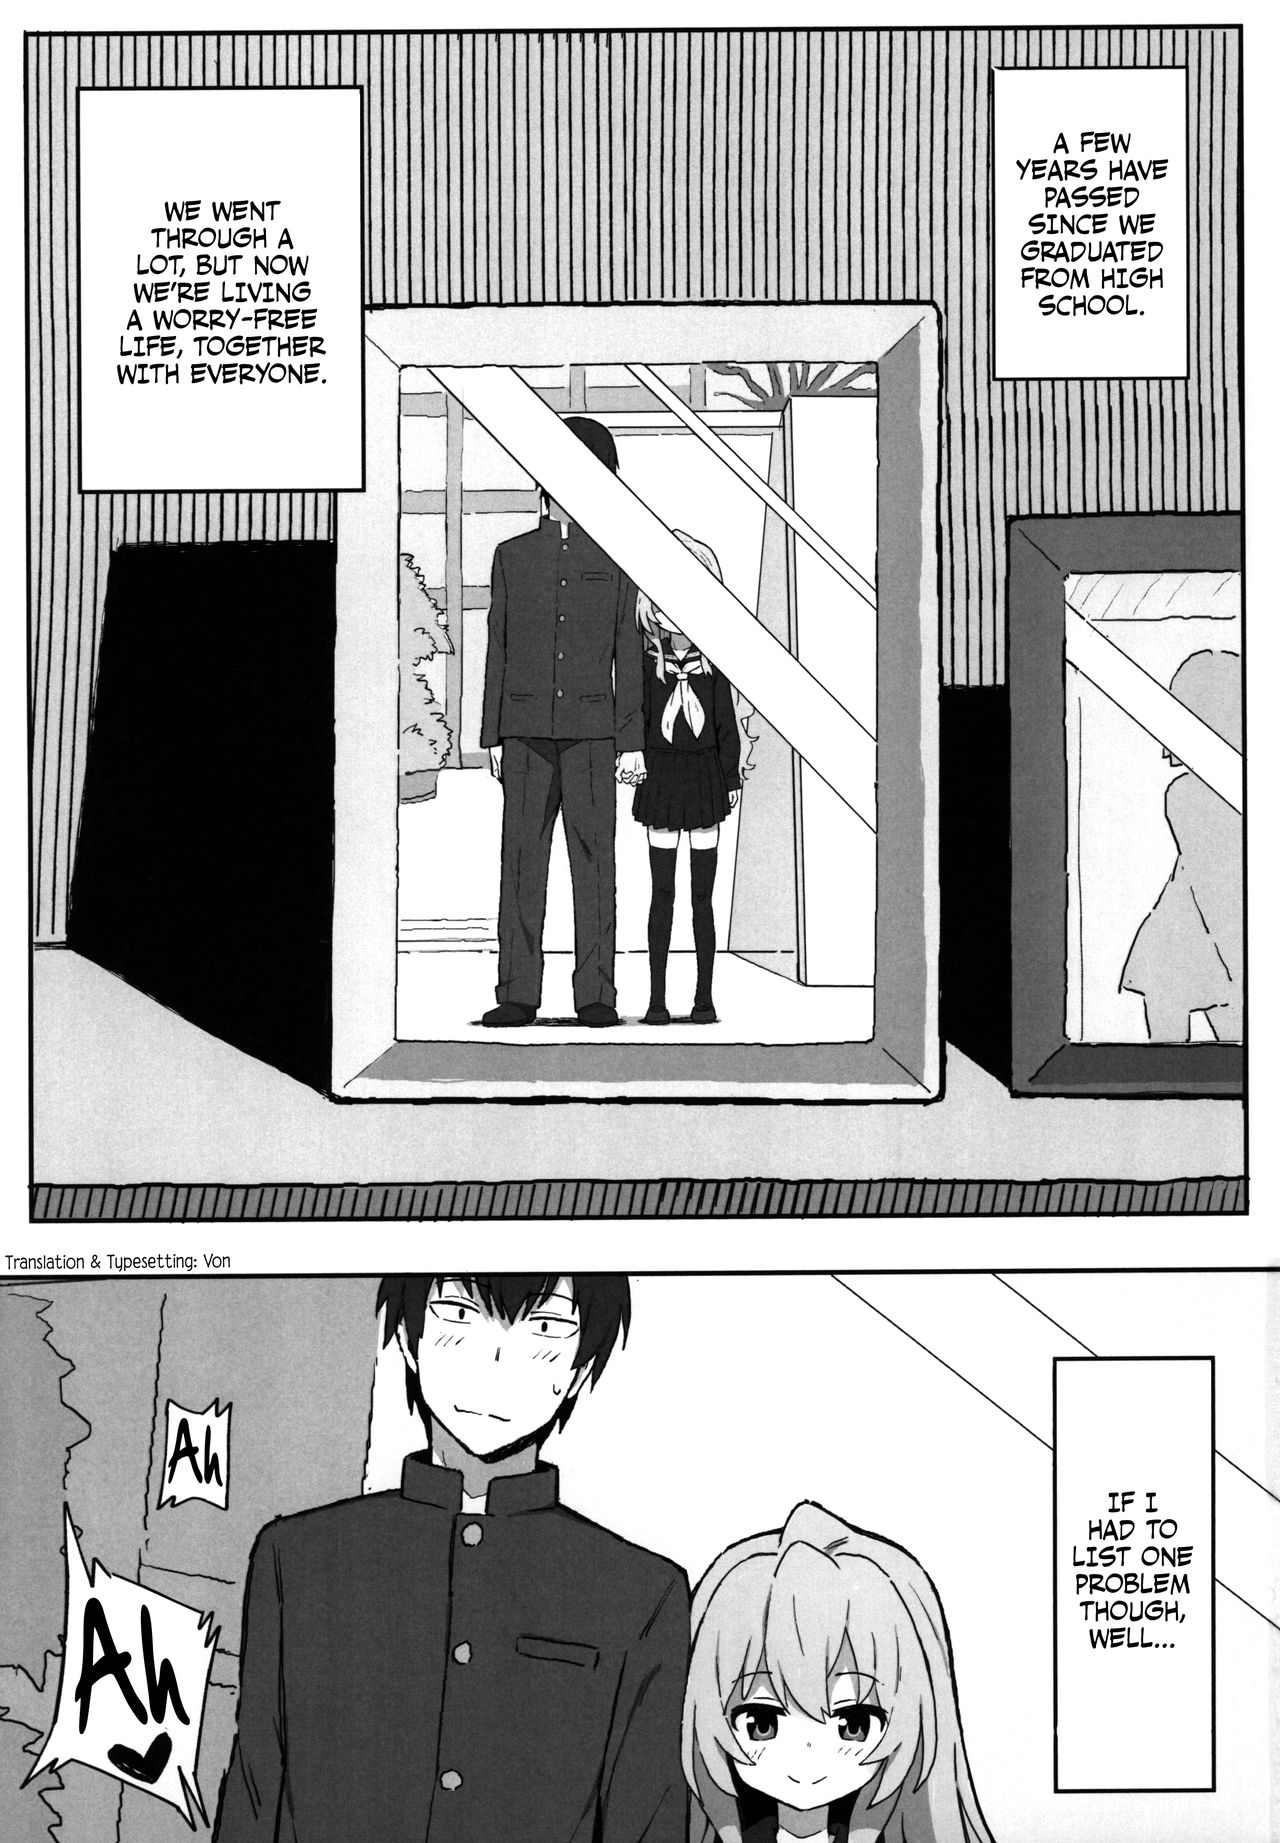 A FEW
YEARS HAVE
PASSED
SINCE WE
GRADUATED
FROM HIGH
SCHOOL.
WE WENT
THROUGH A
LOT, BUT NOW
WE'RE LIVING
A WORRY-FREE
LIFE, TOGETHER
WITH EVERYONE.
Translation & Typesetting: Von
IF I
HAD TO
LIST ONE
PROBLEM
THOUGH,
WELL...
Ah
Ah